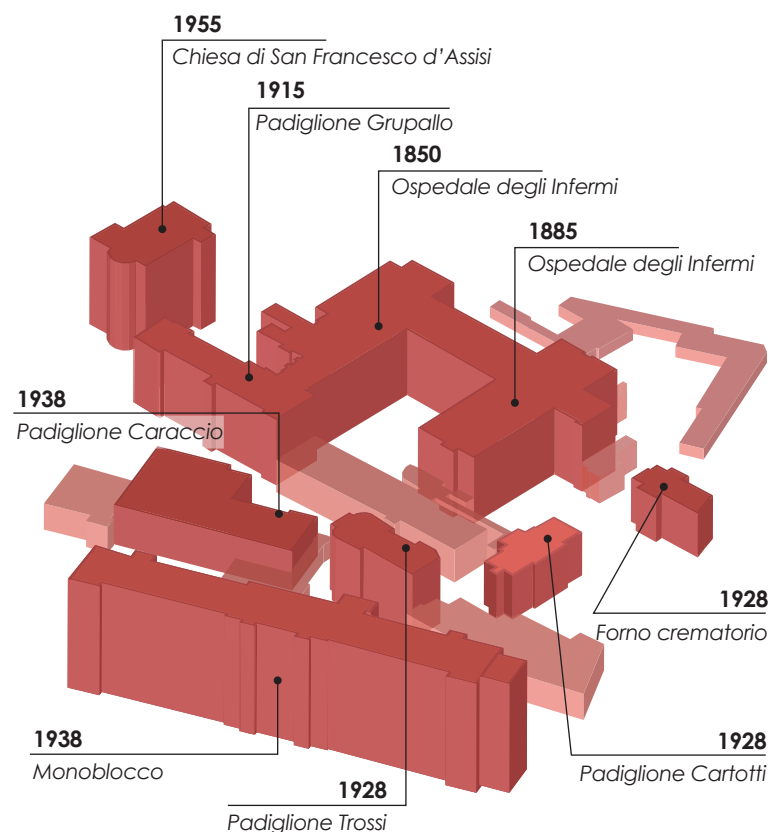 1955
Chiesa di San Francesco d’Assisi
1915
Padiglione Grupallo
1850
Ospedale degli Infermi
1885
Ospedale degli Infermi
1938
Padiglione Caraccio
1928
Forno crematorio
1938
Monoblocco
1928
Padiglione Cartotti
1928
Padiglione Trossi